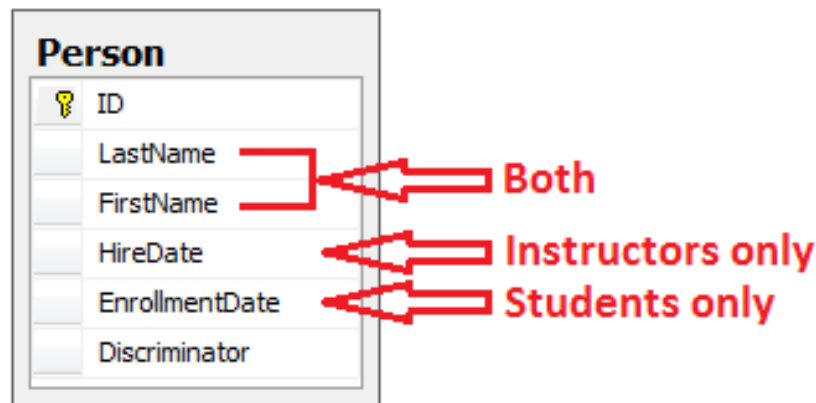 Person
ID
LastName
Both
FirstName
HireDate Instructors only
EnrollmentDate Students only
Discriminator